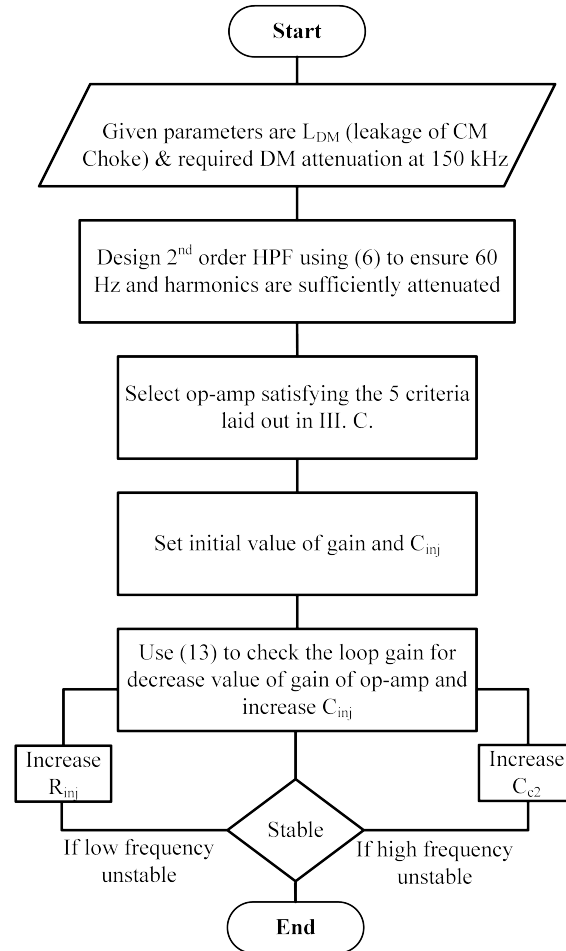 Start
Given parameters are L_DM (leakage of CM
Choke) & required DM attenuation at 150 kHz
Design 2nd order HPF using (6) to ensure 60
Hz and harmonics are sufficiently attenuated
Select op-amp satisfying the 5 criteria
laid out in III. C.
Set initial value of gain and C_inj
Use (13) to check the loop gain for
decrease value of gain of op-amp and
increase C_inj
Increase
R_inj
Increase
C_c2
Stable
If low frequency
unstable
If high frequency
unstable
End